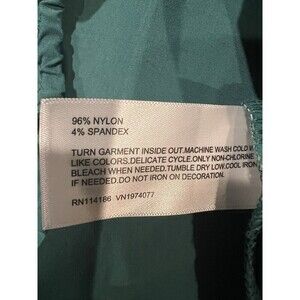 96% NYLON
4% SPANDEX
TURN GARMENT INSIDE OUT.MACHINE WASH COLD W
LIKE COLORS.DELICATE CYCLE.ONLY NON-CHLORINE
BLEACH WHEN NEEDED.TUMBLE DRY LOW.COOL IRON
IF NEEDED.DO NOT IRON ON DECORATION.
RN114186 VN1974077